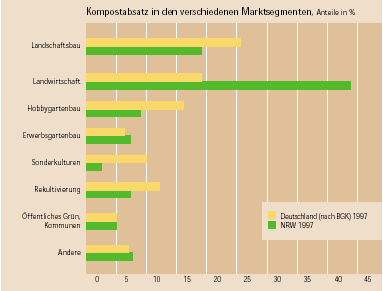 Kompostabsatz in den verschiedenen Marktsegmenten, Anteile in %
Landschaftsbau
Landwirtschaft
Hobbygartenbau
Erwerbsgartenbau
Sonderkulturen
Rekultivierung
Öffentliches Grün,
Kommunen
Andere
Deutschland (nach BGK) 1997
NRW 1997
0 5 10 15 20 25 30 35 40 45